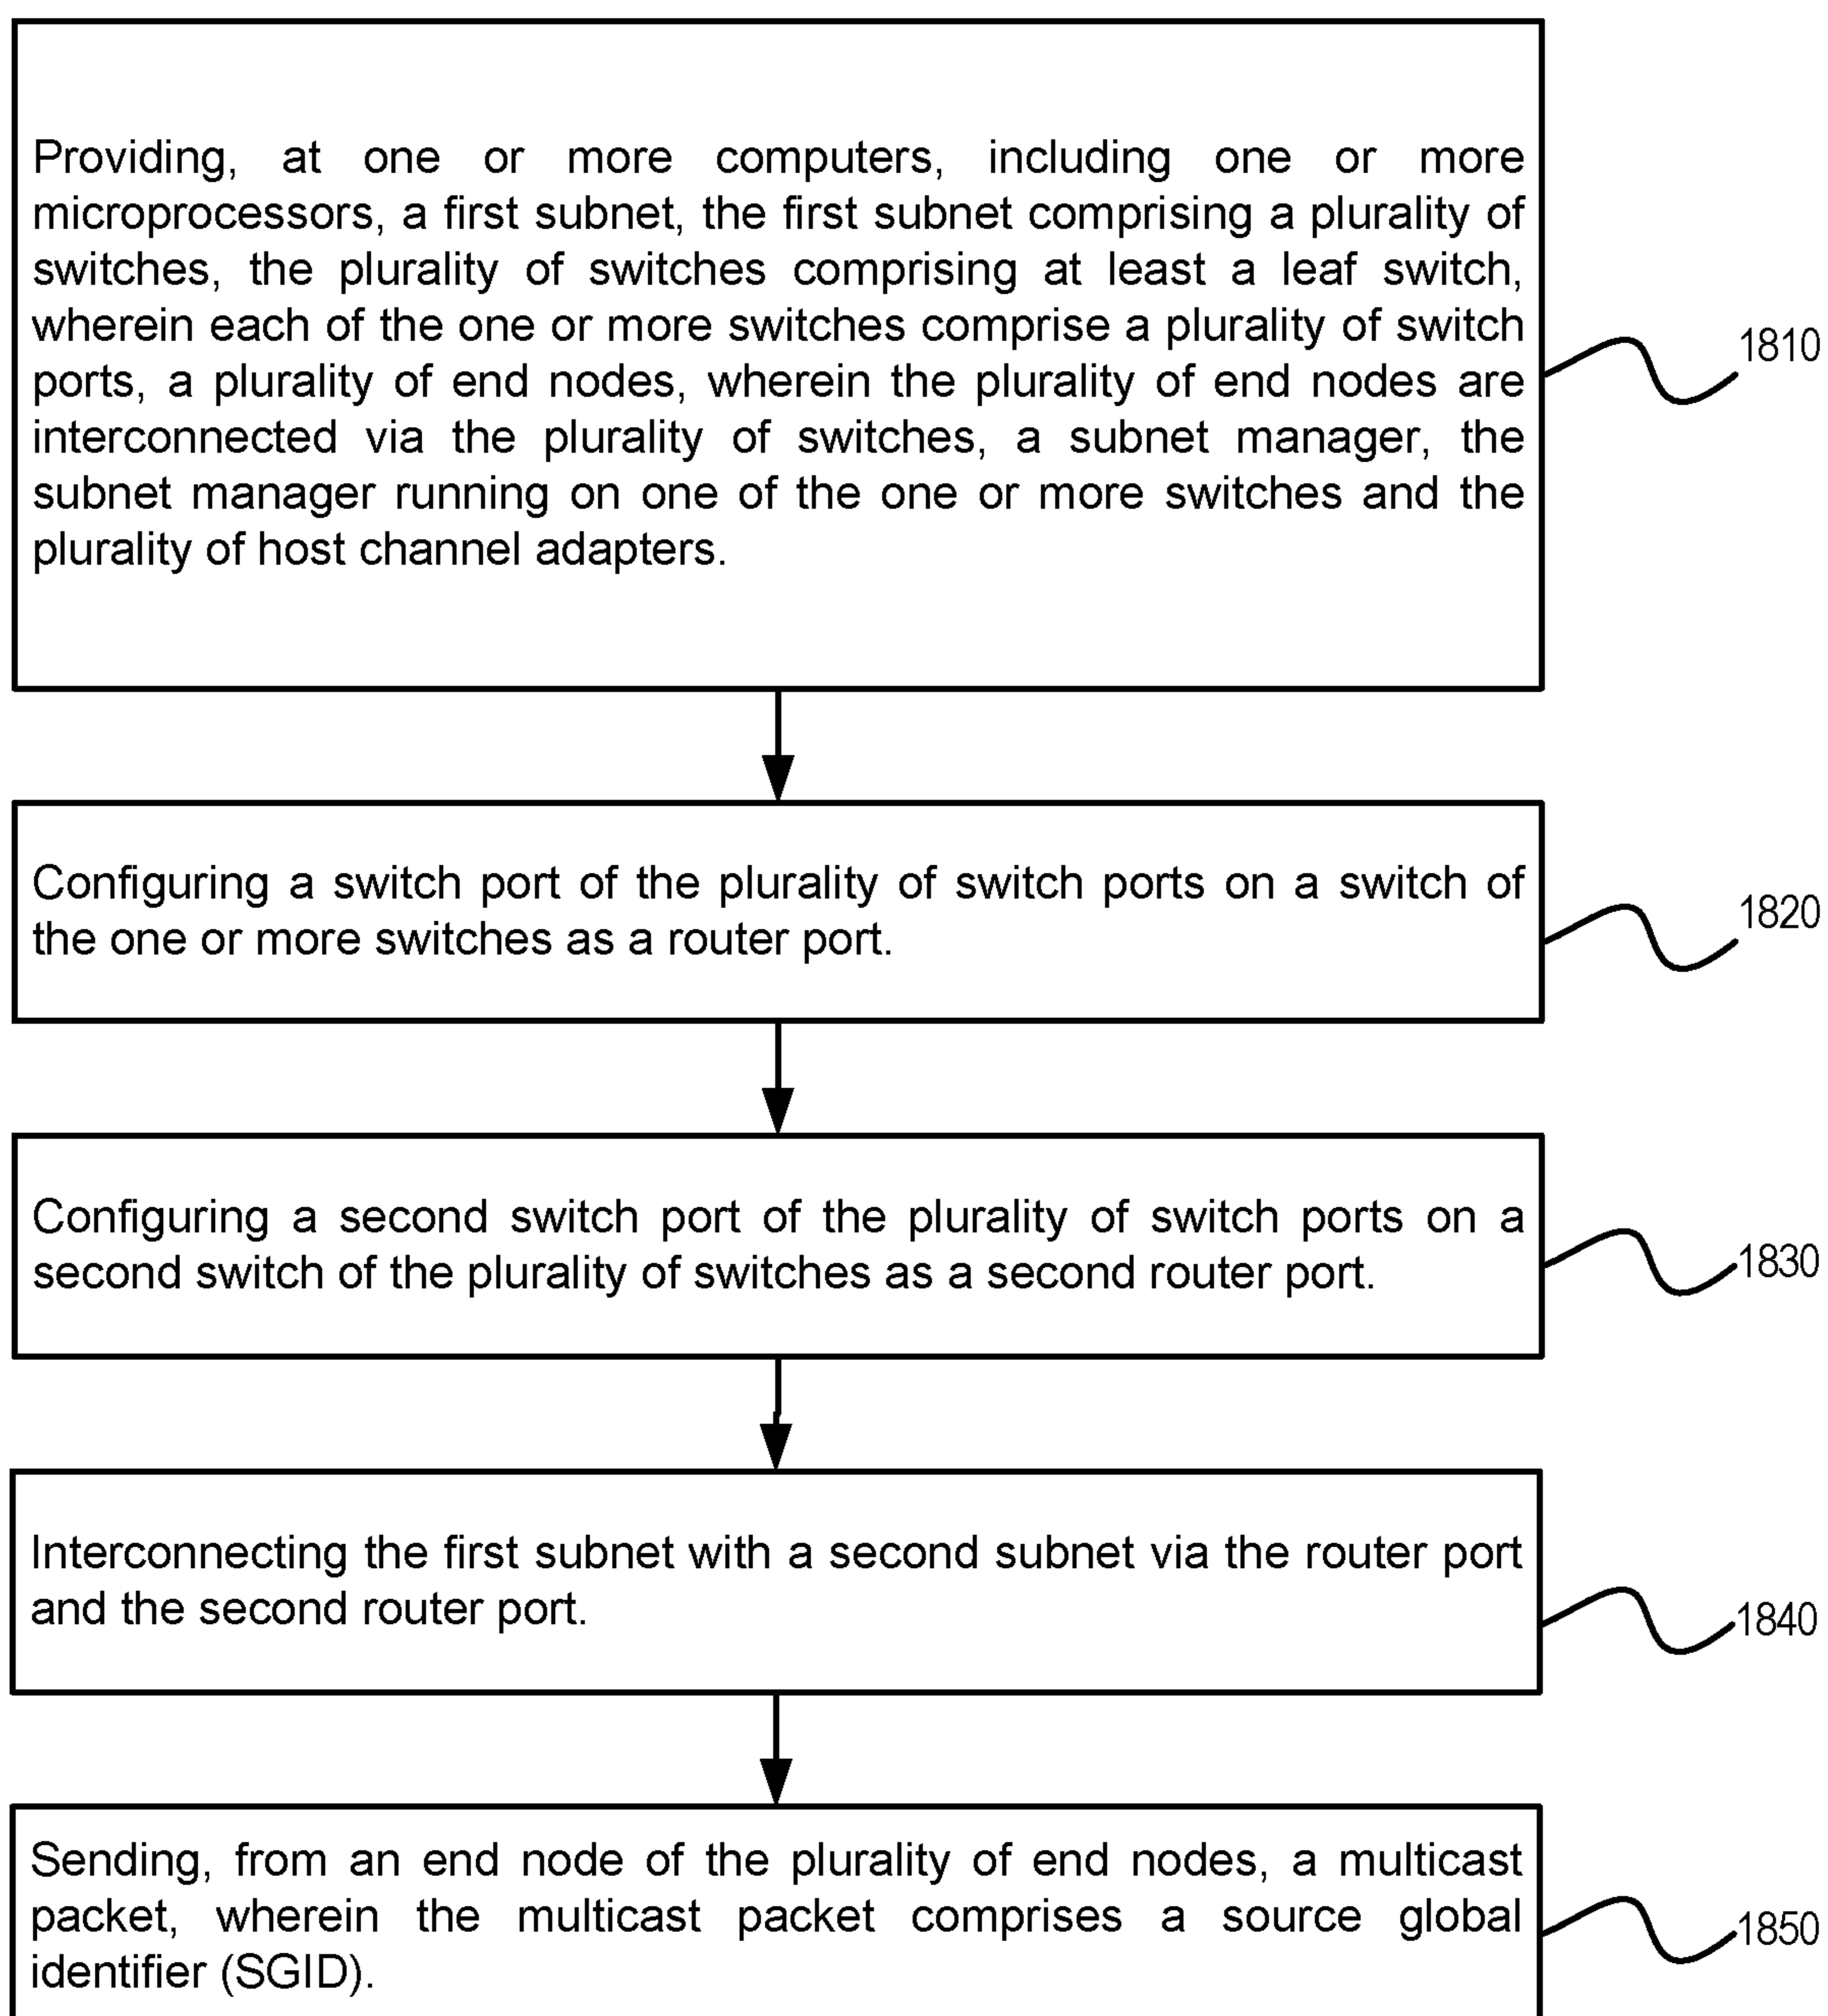 Providing, at one or more computers, including one or more
microprocessors, a first subnet, the first subnet comprising a plurality of
switches, the plurality of switches comprising at least a leaf switch,
wherein each of the one or more switches comprise a plurality of switch
ports, a plurality of end nodes, wherein the plurality of end nodes are
interconnected via the plurality of switches, a subnet manager, the
subnet manager running on one of the one or more switches and the
plurality of host channel adapters.
1810
Configuring a switch port of the plurality of switch ports on a switch of
the one or more switches as a router port.
1820
Configuring a second switch port of the plurality of switch ports on a
second switch of the plurality of switches as a second router port.
1830
Interconnecting the first subnet with a second subnet via the router port
and the second router port.
1840
Sending, from an end node of the plurality of end nodes, a multicast
packet, wherein the multicast packet comprises a source global
identifier (SGID).
1850